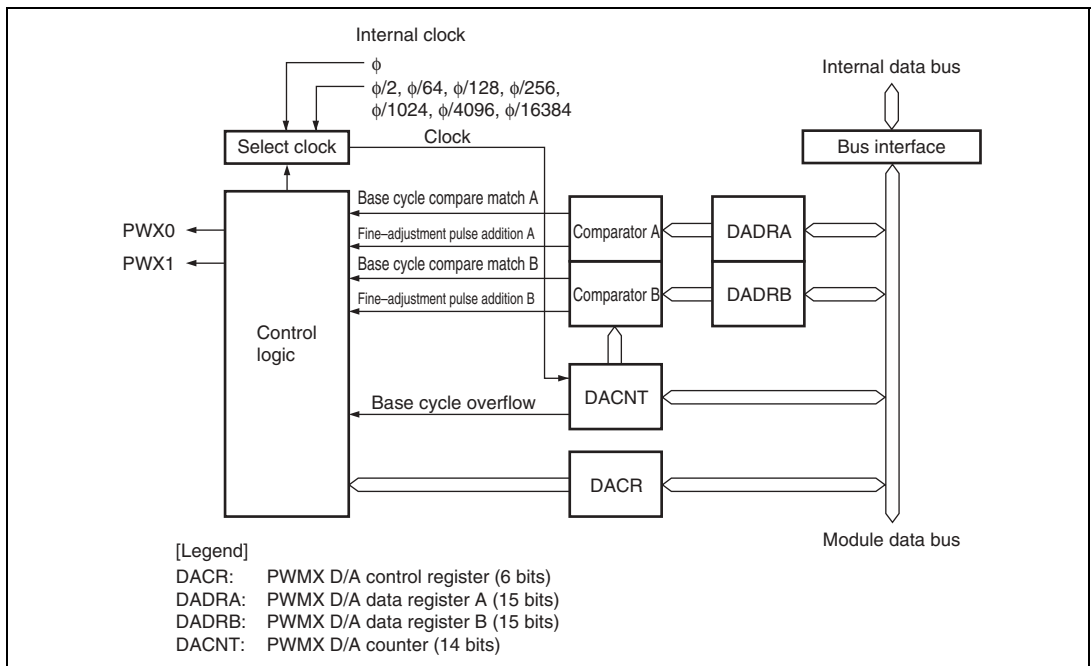 Internal clock
ϕ
ϕ/2, ϕ/64, ϕ/128, ϕ/256,
ϕ/1024, ϕ/4096, ϕ/16384
Internal data bus
Select clock
Clock
Bus interface
Base cycle compare match A
Fine–adjustment pulse addition A
Base cycle compare match B
Fine–adjustment pulse addition B
Comparator A
DADRA
Comparator B
DADRB
PWX0
PWX1
Control
logic
DACNT
Base cycle overflow
DACR
Module data bus
[Legend]
DACR: PWMX D/A control register (6 bits)
DADRA: PWMX D/A data register A (15 bits)
DADRB: PWMX D/A data register B (15 bits)
DACNT: PWMX D/A counter (14 bits)